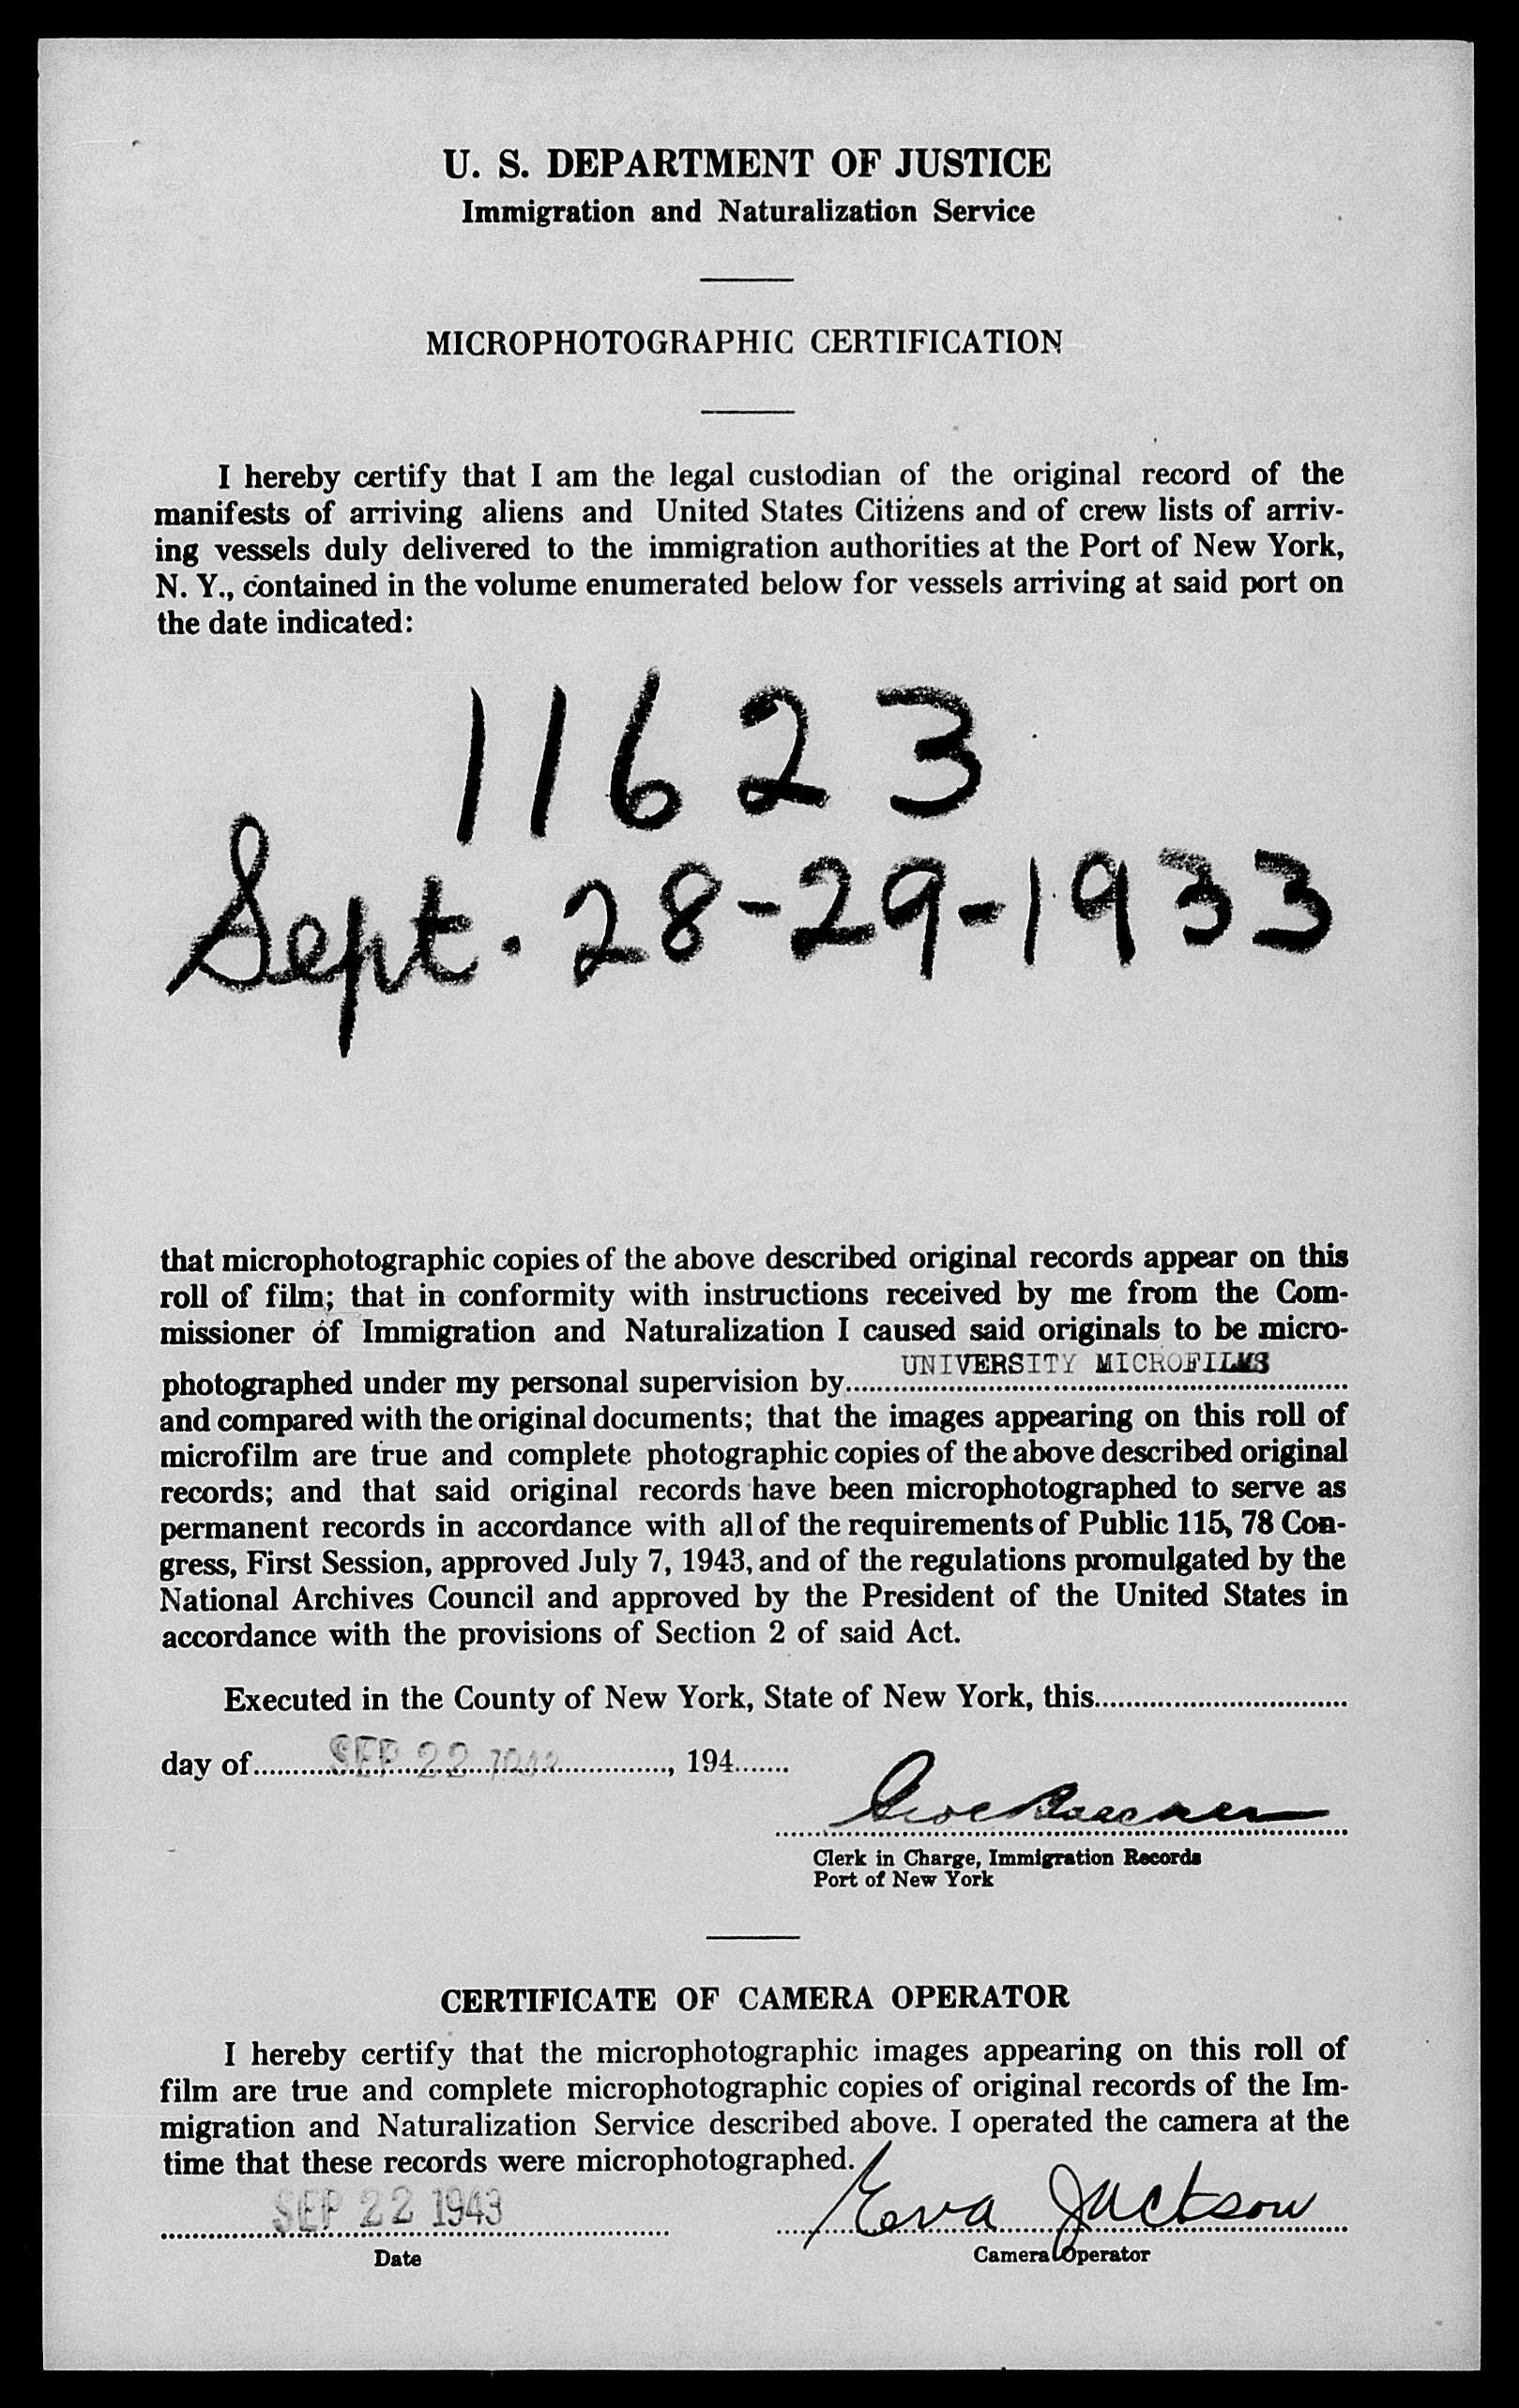 U. S. DEPARTMENT OF JUSTICE
Immigration and Naturalization Service
MICROPHOTOGRAPHIC CERTIFICATION
I hereby certify that I am the legal custodian of the original record of the
manifests of arriving aliens and United States Citizens and of crew lists of arriv-
ing vessels duly delivered to the immigration authorities at the Port of New York,
N. Y., contained in the volume enumerated below for vessels arriving at said port on
the date indicated:
11623
Sept. 28-29-1933
that microphotographic copies of the above described original records appear on this
roll of film; that in conformity with instructions received by me from the Com-
missioner of Immigration and Naturalization I caused said originals to be micro-
photographed under my personal supervision by UNIVERSITY MICROFILMS
and compared with the original documents; that the images appearing on this roll of
microfilm are true and complete photographic copies of the above described original
records; and that said original records have been microphotographed to serve as
permanent records in accordance with all of the requirements of Public 115, 78 Con-
gress, First Session, approved July 7, 1943, and of the regulations promulgated by the
National Archives Council and approved by the President of the United States in
accordance with the provisions of Section 2 of said Act.
Executed in the County of New York, State of New York, this
day of SEP 22 1943, 194
Clerk in Charge, Immigration Records
Port of New York
CERTIFICATE OF CAMERA OPERATOR
I hereby certify that the microphotographic images appearing on this roll of
film are true and complete microphotographic copies of original records of the Im-
migration and Naturalization Service described above. I operated the camera at the
time that these records were microphotographed.
SEP 22 1943 Eva Jackson
Date Camera Operator